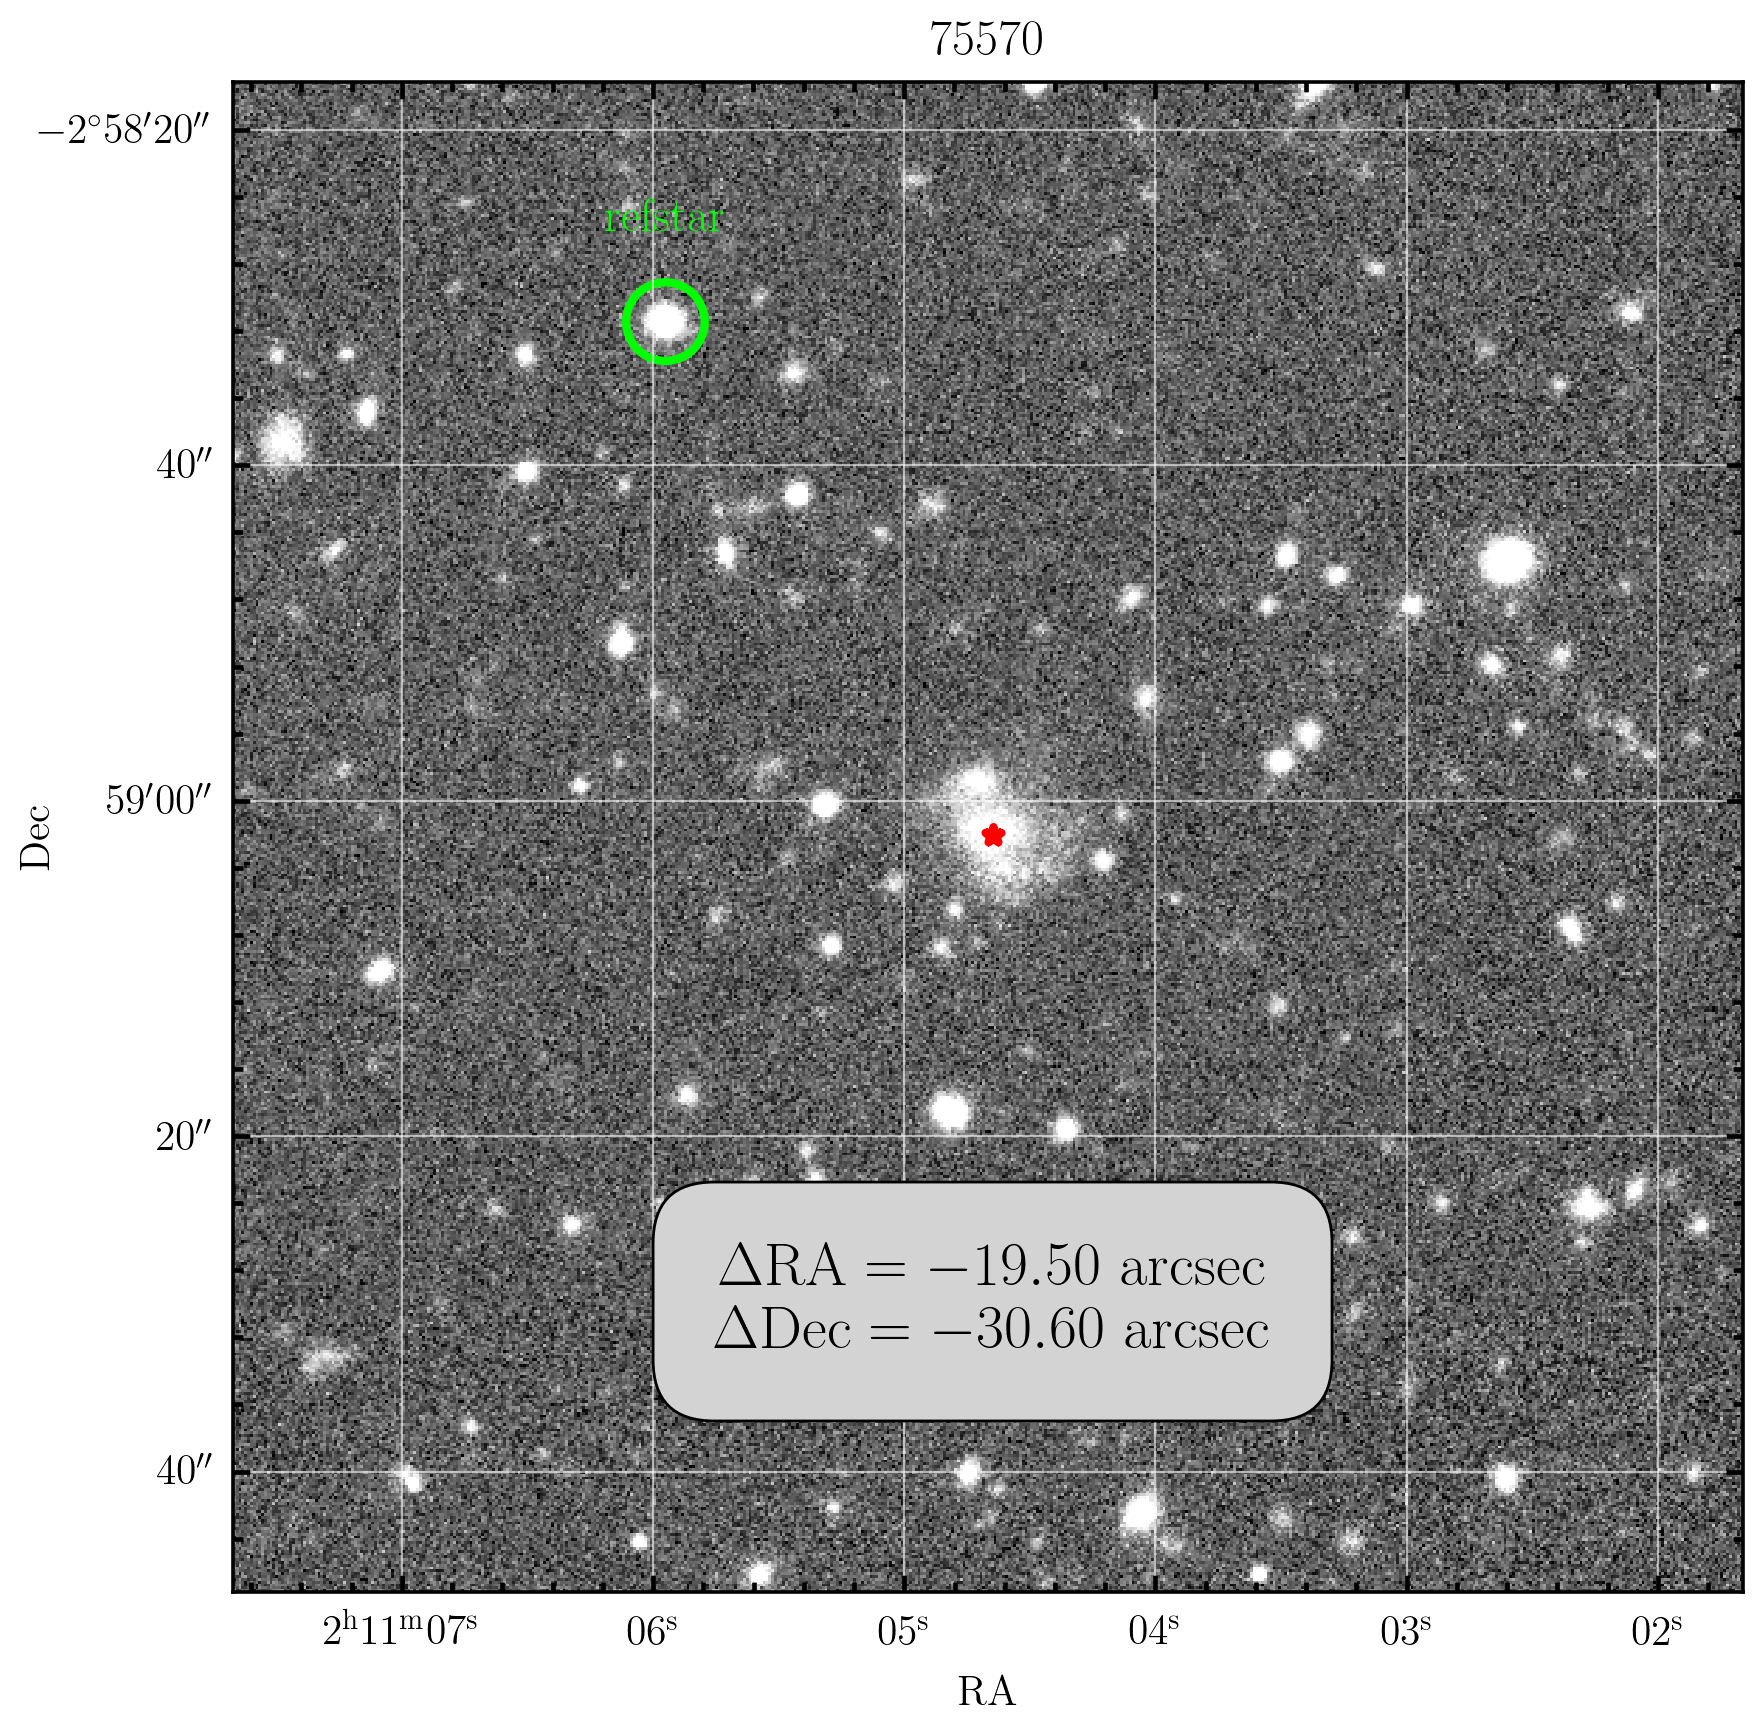 75570
−2°58′20″
refstar
40″
59′00″
20″
40″
Dec
ΔRA = −19.50 arcsec
ΔDec = −30.60 arcsec
2ʰ11ᵐ07ˢ 06ˢ 05ˢ 04ˢ 03ˢ 02ˢ
RA